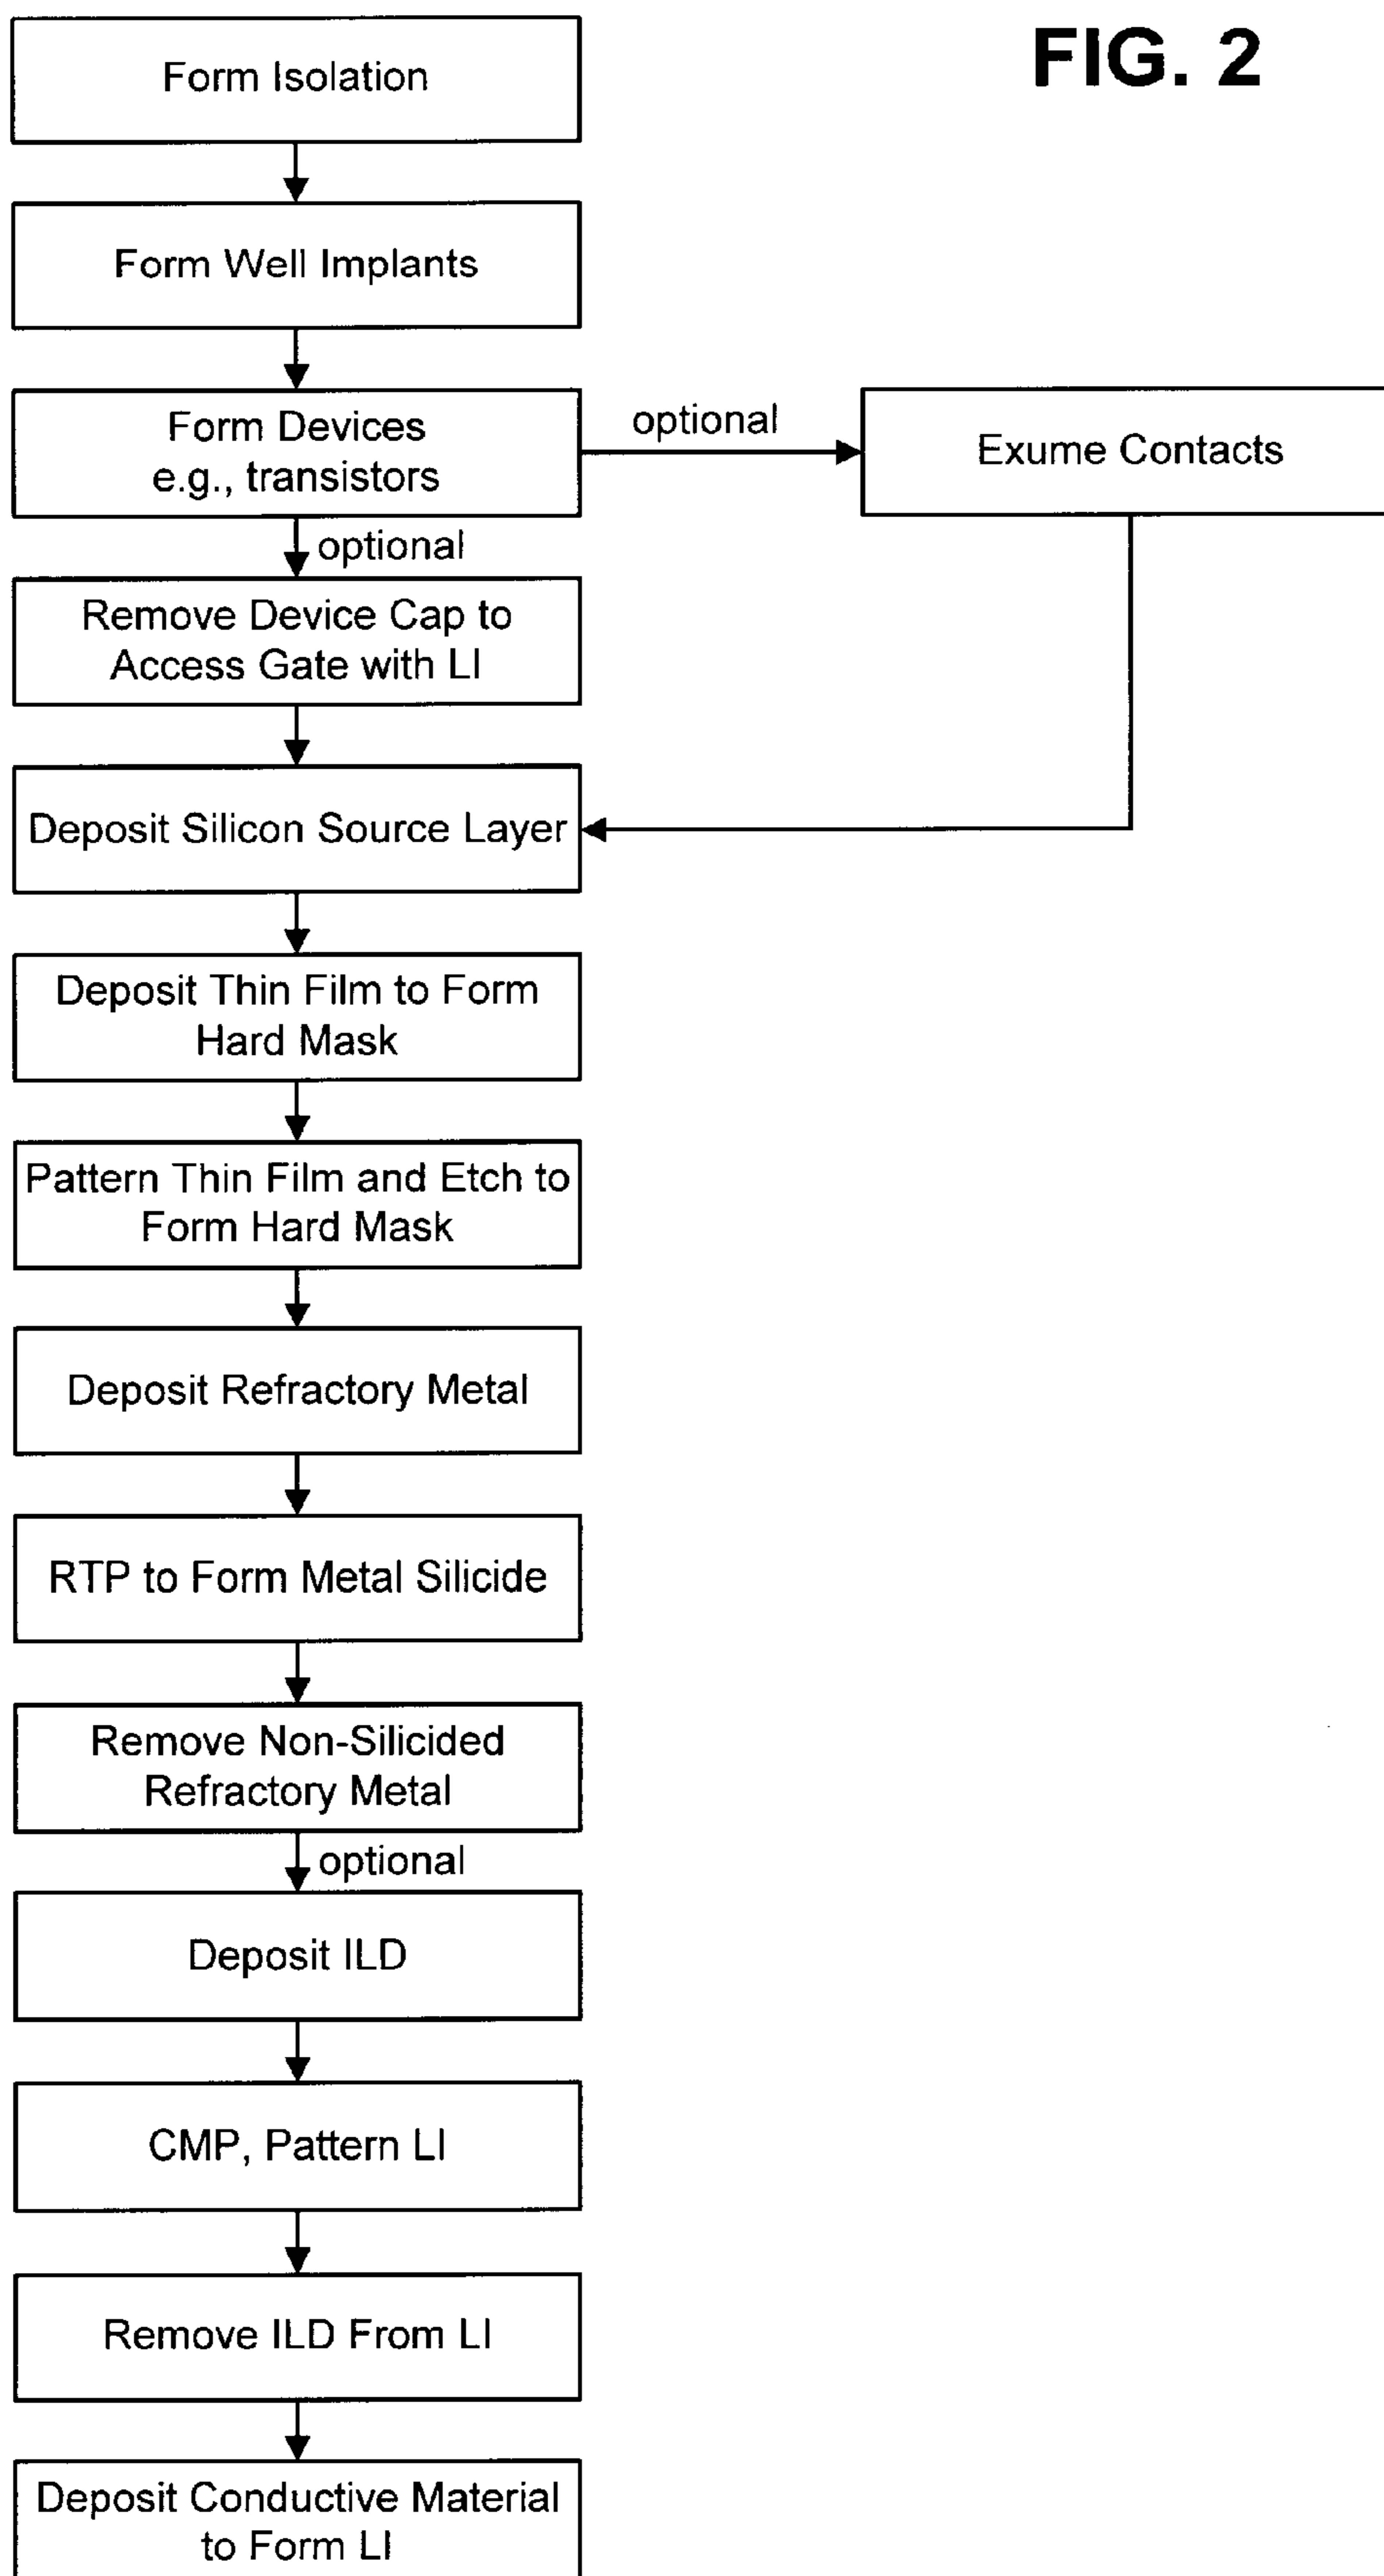 FIG. 2
Form Isolation
Form Well Implants
Form Devices
e.g., transistors
optional
Exume Contacts
optional
Remove Device Cap to
Access Gate with LI
Deposit Silicon Source Layer
Deposit Thin Film to Form
Hard Mask
Pattern Thin Film and Etch to
Form Hard Mask
Deposit Refractory Metal
RTP to Form Metal Silicide
Remove Non-Silicided
Refractory Metal
optional
Deposit ILD
CMP, Pattern LI
Remove ILD From LI
Deposit Conductive Material
to Form LI